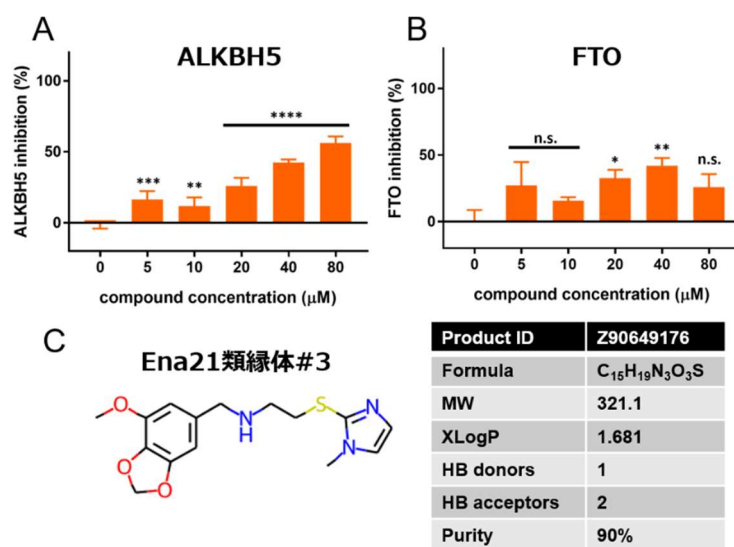 A
ALKBH5
ALKBH5 inhibition (%)
100
50
0
***
**
****
0 5 10 20 40 80
compound concentration (μM)
B
FTO
FTO inhibition (%)
100
50
0
n.s.
*
**
n.s.
0 5 10 20 40 80
compound concentration (μM)
C
Ena21類縁体#3
O
O
O
N
H
S
N
N
Product ID Z90649176
Formula C₁₅H₁₉N₃O₃S
MW 321.1
XLogP 1.681
HB donors 1
HB acceptors 2
Purity 90%